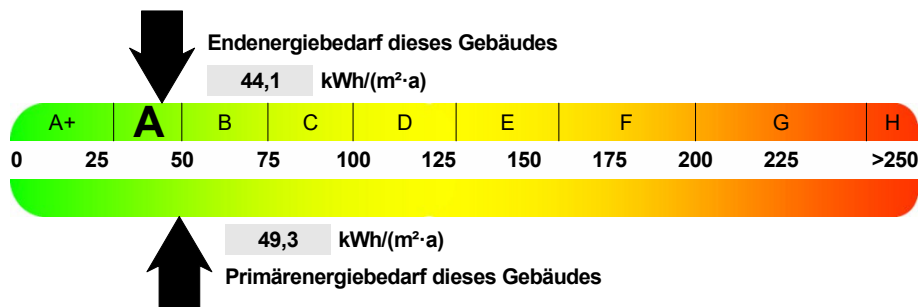 Endenergiebedarf dieses Gebäudes
44,1 kWh/(m²·a)
A+ A B C D E F G H
0 25 50 75 100 125 150 175 200 225 >250
49,3 kWh/(m²·a)
Primärenergiebedarf dieses Gebäudes